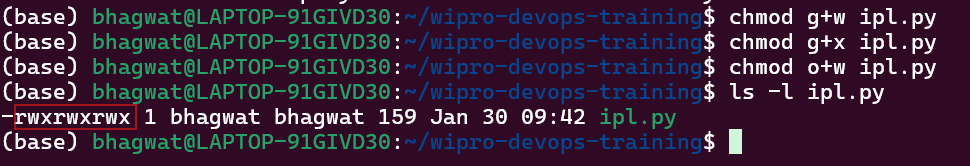 (base) bhagwat@LAPTOP-91GIVD30:~/wipro-devops-training$ chmod g+w ipl.py
(base) bhagwat@LAPTOP-91GIVD30:~/wipro-devops-training$ chmod g+x ipl.py
(base) bhagwat@LAPTOP-91GIVD30:~/wipro-devops-training$ chmod o+w ipl.py
(base) bhagwat@LAPTOP-91GIVD30:~/wipro-devops-training$ ls -l ipl.py
-rwxrwxrwx 1 bhagwat bhagwat 159 Jan 30 09:42 ipl.py
(base) bhagwat@LAPTOP-91GIVD30:~/wipro-devops-training$